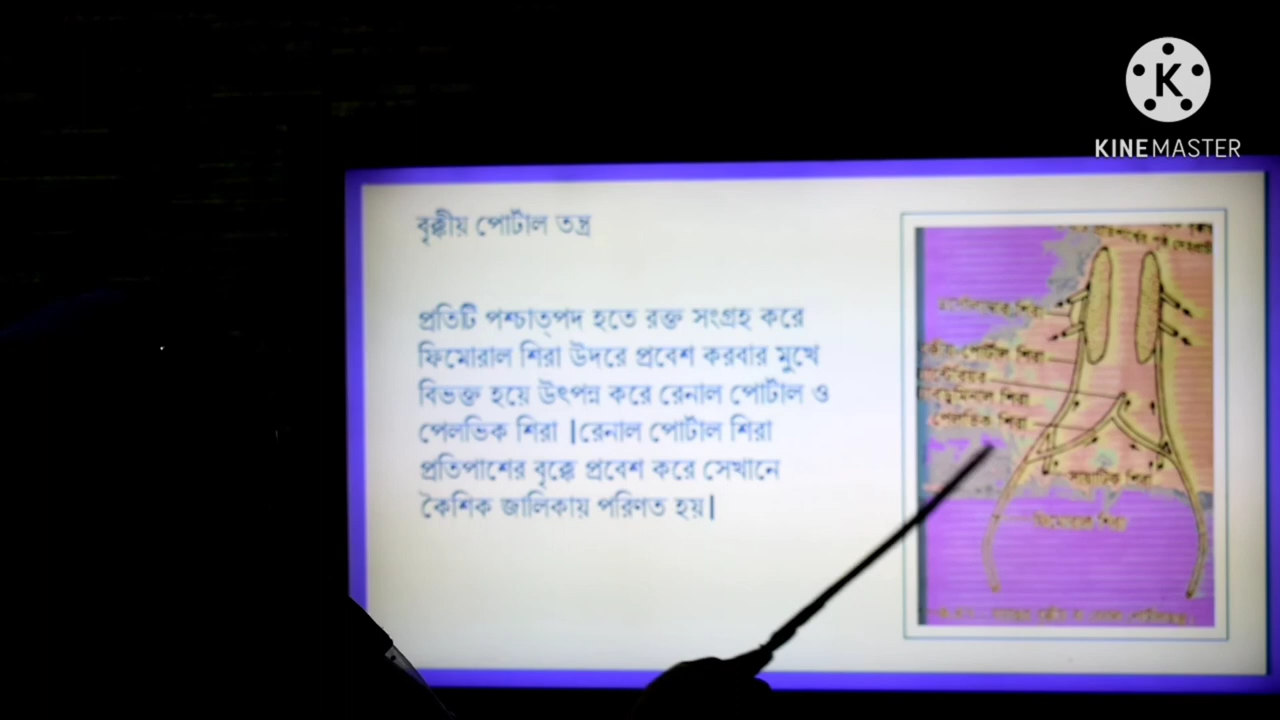 K
KINEMASTER
বৃক্কীয় পোর্টাল তন্ত্র
প্রতিটি পশ্চাত্পদ হতে রক্ত সংগ্রহ করে
ফিমোরাল শিরা উদরে প্রবেশ করবার মুখে
বিভক্ত হয়ে উৎপন্ন করে রেনাল পোর্টাল ও
পেলভিক শিরা |রেনাল পোর্টাল শিরা
প্রতিপাশের বৃক্কে প্রবেশ করে সেখানে
কৈশিক জালিকায় পরিণত হয়|
পোর্টাল শিরা
পেলভিক শিরা
সায়াটিক শিরা
ফিমোরাল শিরা